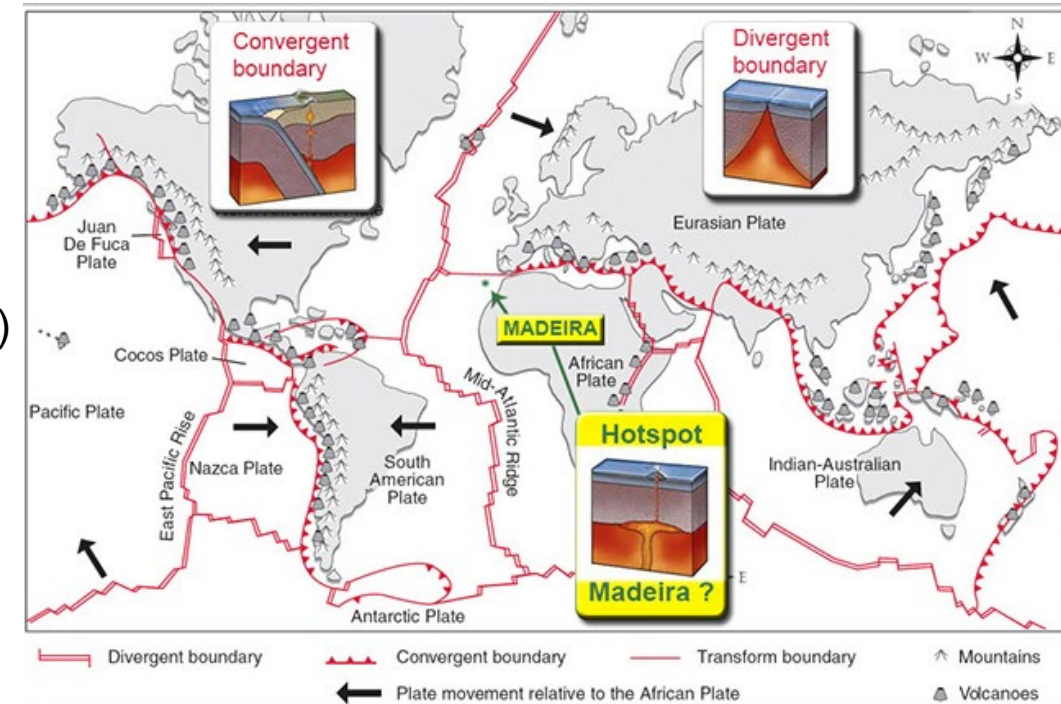 Convergent
boundary
Divergent
boundary
N
W E
S
Juan
De Fuca
Plate
Eurasian Plate
)
MADEIRA
Cocos Plate
African
Plate
Pacific Plate
East Pacific Rise
Mid-Atlantic Ridge
Nazca Plate
South
American
Plate
Hotspot
Indian-Australian
Plate
Madeira ?
E
Antarctic Plate
Divergent boundary
Convergent boundary
Transform boundary
Mountains
Plate movement relative to the African Plate
Volcanoes